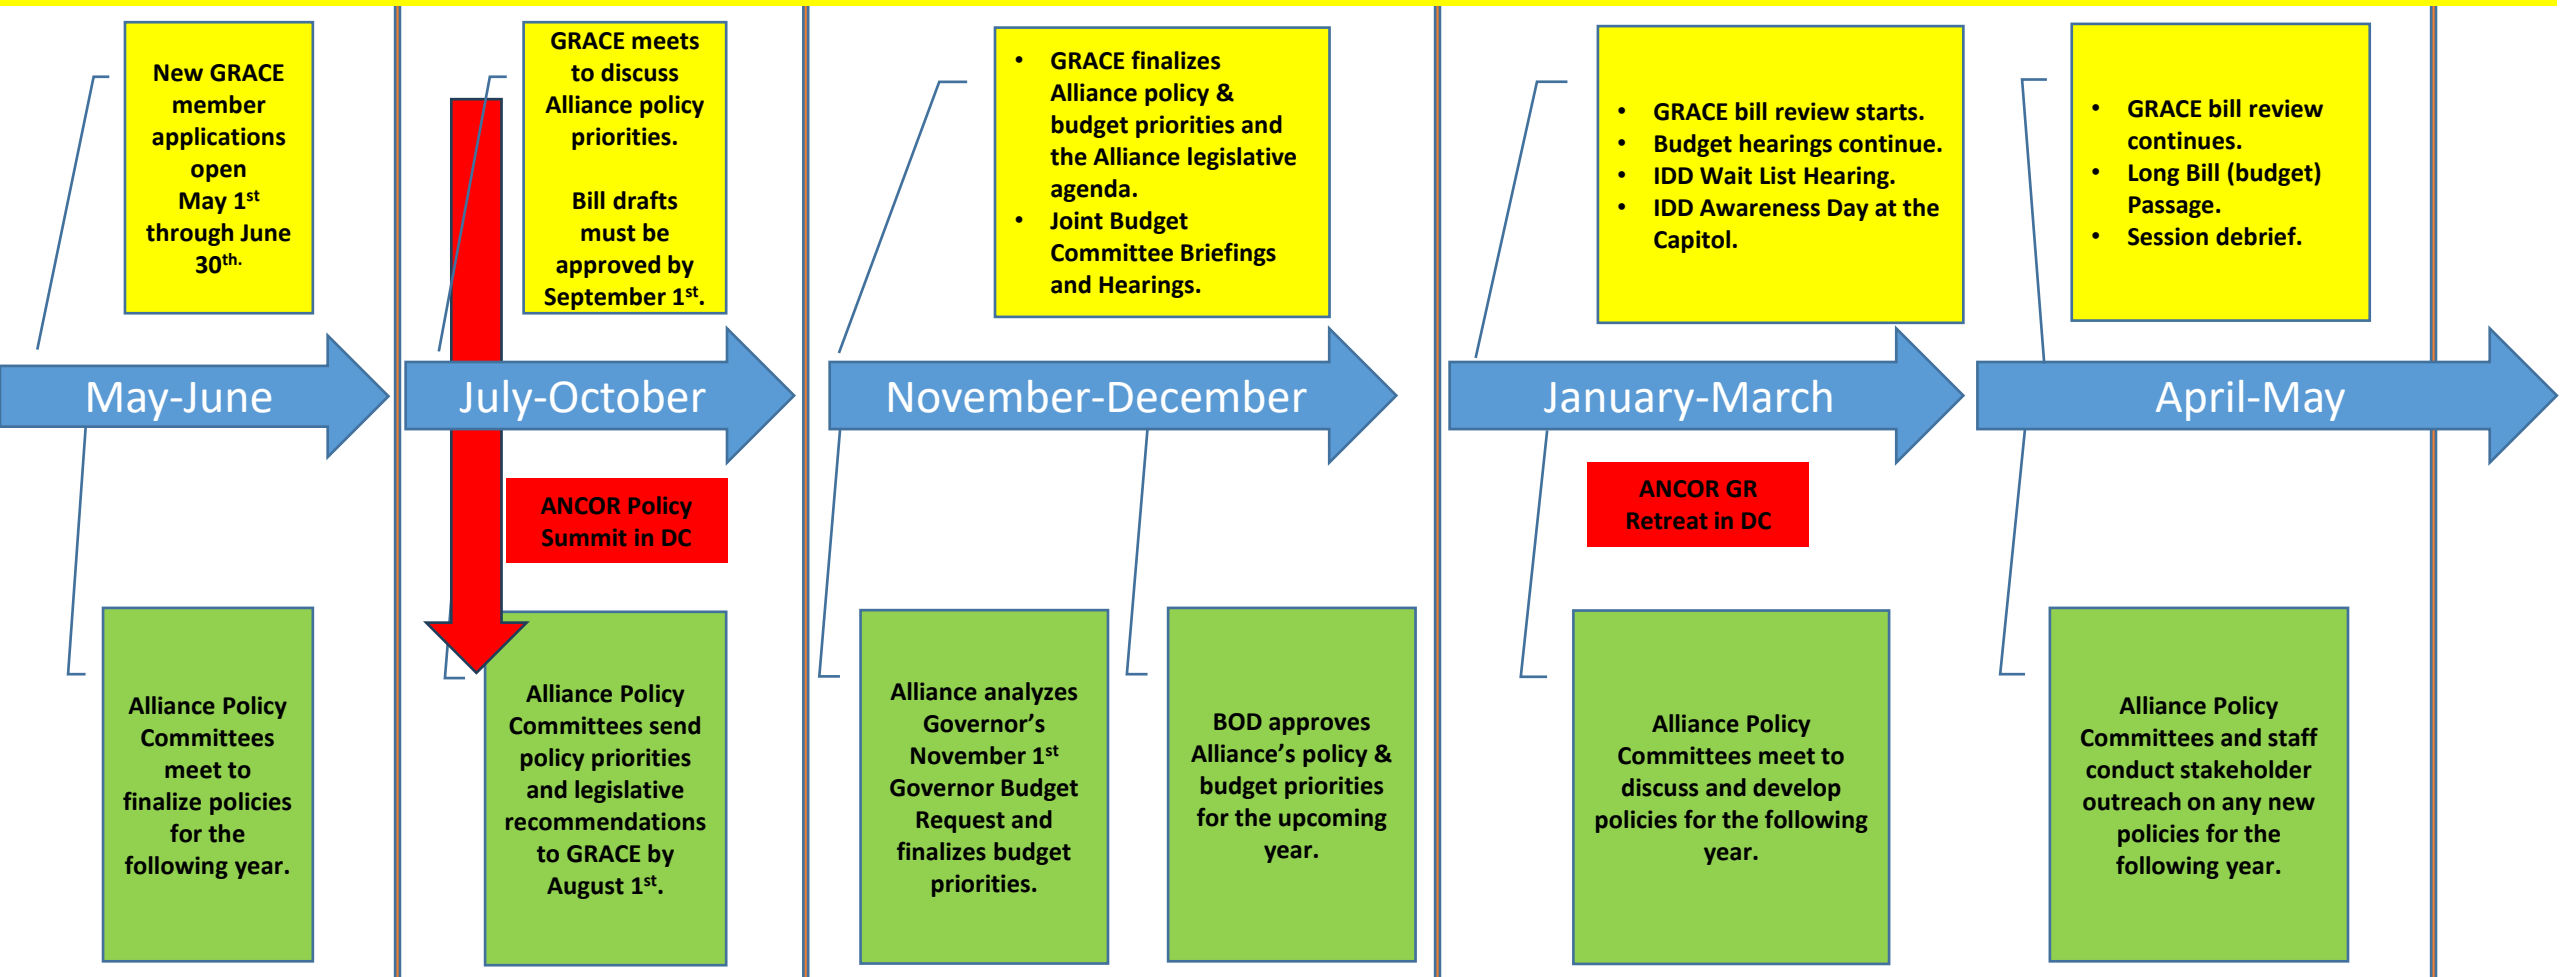 New GRACE
member
applications
open
May 1st
through June
30th.
GRACE meets
to discuss
Alliance policy
priorities.
Bill drafts
must be
approved by
September 1st.
• GRACE finalizes
Alliance policy &
budget priorities and
the Alliance legislative
agenda.
• Joint Budget
Committee Briefings
and Hearings.
• GRACE bill review starts.
• Budget hearings continue.
• IDD Wait List Hearing.
• IDD Awareness Day at the
Capitol.
• GRACE bill review
continues.
• Long Bill (budget)
Passage.
• Session debrief.
May-June
July-October
November-December
January-March
April-May
ANCOR Policy
Summit in DC
ANCOR GR
Retreat in DC
Alliance Policy
Committees
meet to
finalize policies
for the
following year.
Alliance Policy
Committees send
policy priorities
and legislative
recommendations
to GRACE by
August 1st.
Alliance analyzes
Governor’s
November 1st
Governor Budget
Request and
finalizes budget
priorities.
BOD approves
Alliance’s policy &
budget priorities
for the upcoming
year.
Alliance Policy
Committees meet to
discuss and develop
policies for the following
year.
Alliance Policy
Committees and staff
conduct stakeholder
outreach on any new
policies for the
following year.